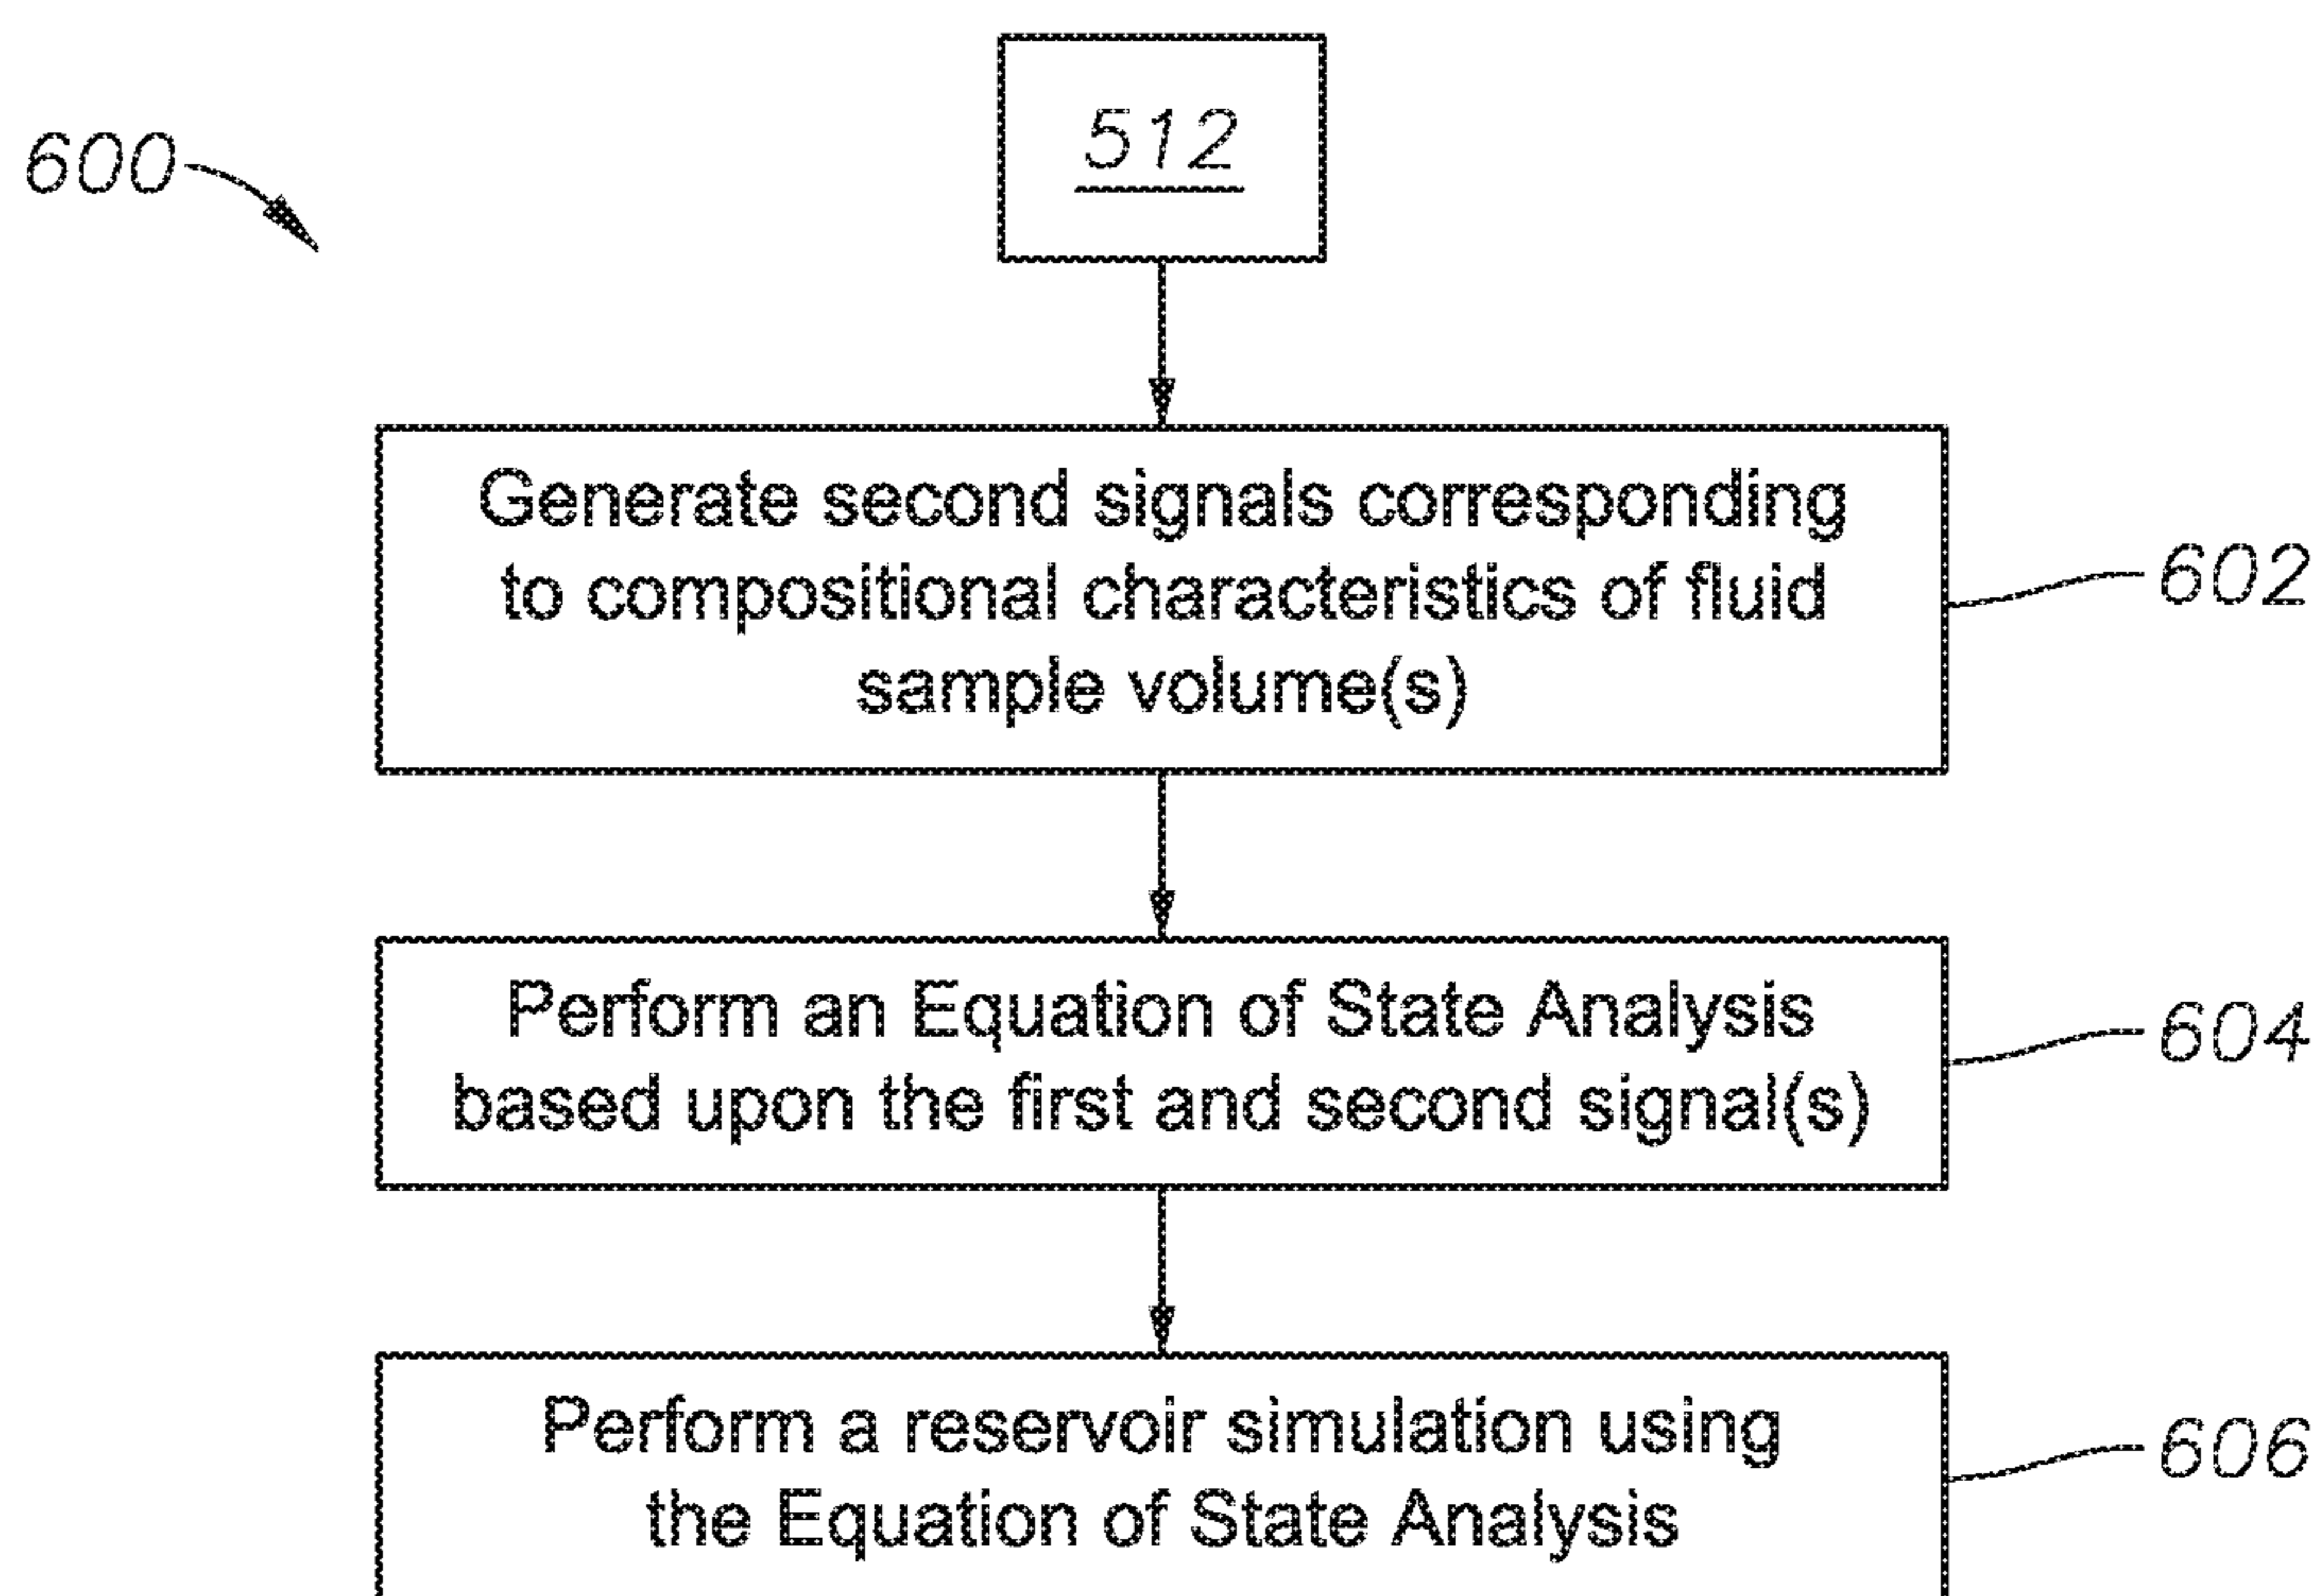 512
600
Generate second signals corresponding
to compositional characteristics of fluid
sample volume(s)
602
Perform an Equation of State Analysis
based upon the first and second signal(s)
604
Perform a reservoir simulation using
the Equation of State Analysis
606